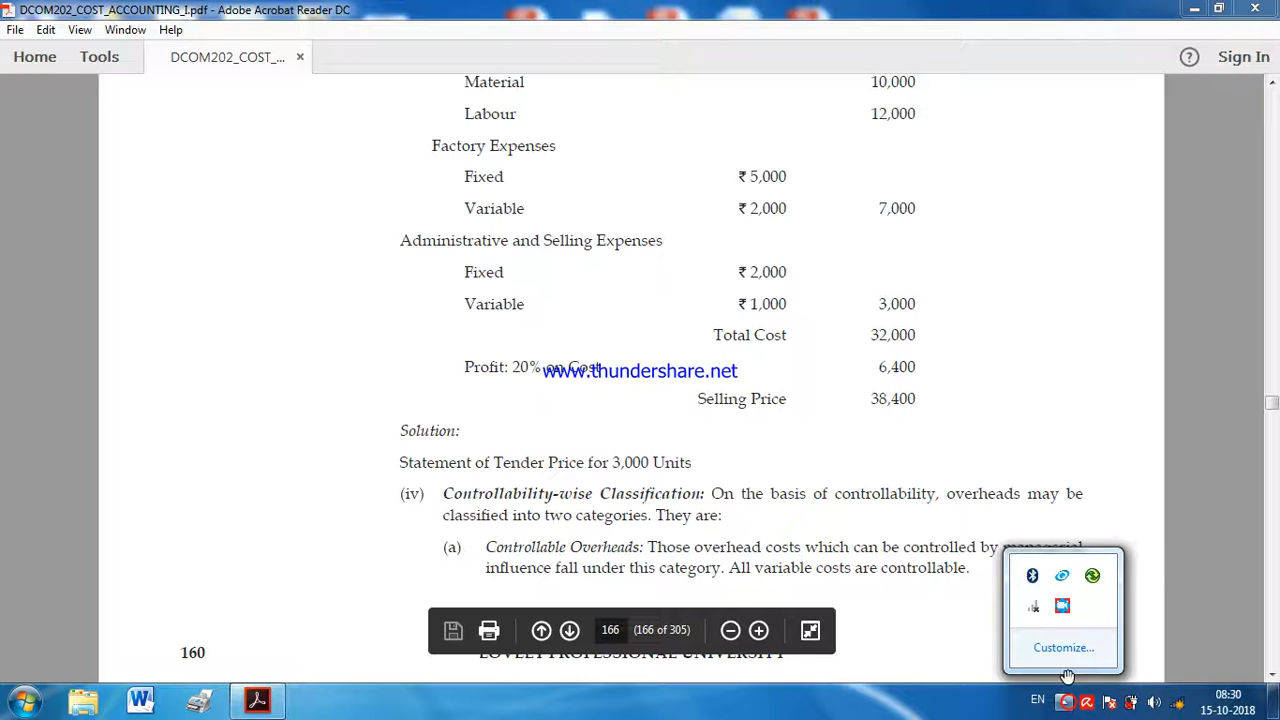 DCOM202_COST_ACCOUNTING_I.pdf - Adobe Acrobat Reader DC
File Edit View Window Help
Home Tools DCOM202_COST_... × ? Sign In
Material 10,000
Labour 12,000
Factory Expenses
Fixed ₹ 5,000
Variable ₹ 2,000 7,000
Administrative and Selling Expenses
Fixed ₹ 2,000
Variable ₹ 1,000 3,000
Total Cost 32,000
Profit: 20% on Cost 6,400
www.thundershare.net
Selling Price 38,400
Solution:
Statement of Tender Price for 3,000 Units
(iv) Controllability-wise Classification: On the basis of controllability, overheads may be
classified into two categories. They are:
(a) Controllable Overheads: Those overhead costs which can be controlled by managerial
influence fall under this category. All variable costs are controllable.
166 (166 of 305)
Customize...
160 LOVELY PROFESSIONAL UNIVERSITY
EN 08:30
15-10-2018